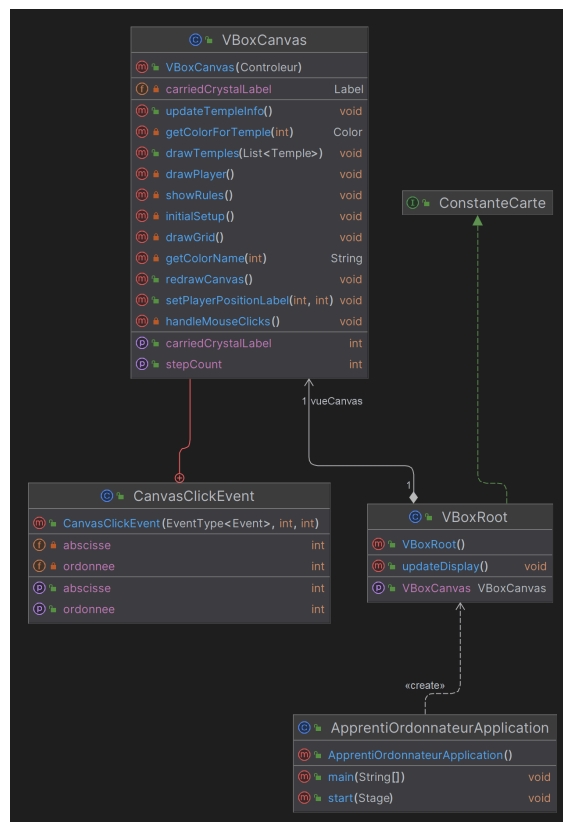 VBoxCanvas
VBoxCanvas(Controleur)
carriedCrystalLabel Label
updateTempleInfo() void
getColorForTemple(int) Color
drawTemples(List<Temple>) void
drawPlayer() void
showRules() void
initialSetup() void
drawGrid() void
getColorName(int) String
redrawCanvas() void
setPlayerPositionLabel(int, int) void
handleMouseClicks() void
carriedCrystalLabel int
stepCount int
ConstanteCarte
1 vueCanvas
1
CanvasClickEvent
CanvasClickEvent(EventType<Event>, int, int)
abscisse int
ordonnee int
abscisse int
ordonnee int
VBoxRoot
VBoxRoot()
updateDisplay() void
VBoxCanvas VBoxCanvas
«create»
ApprentiOrdonnateurApplication
ApprentiOrdonnateurApplication()
main(String[]) void
start(Stage) void